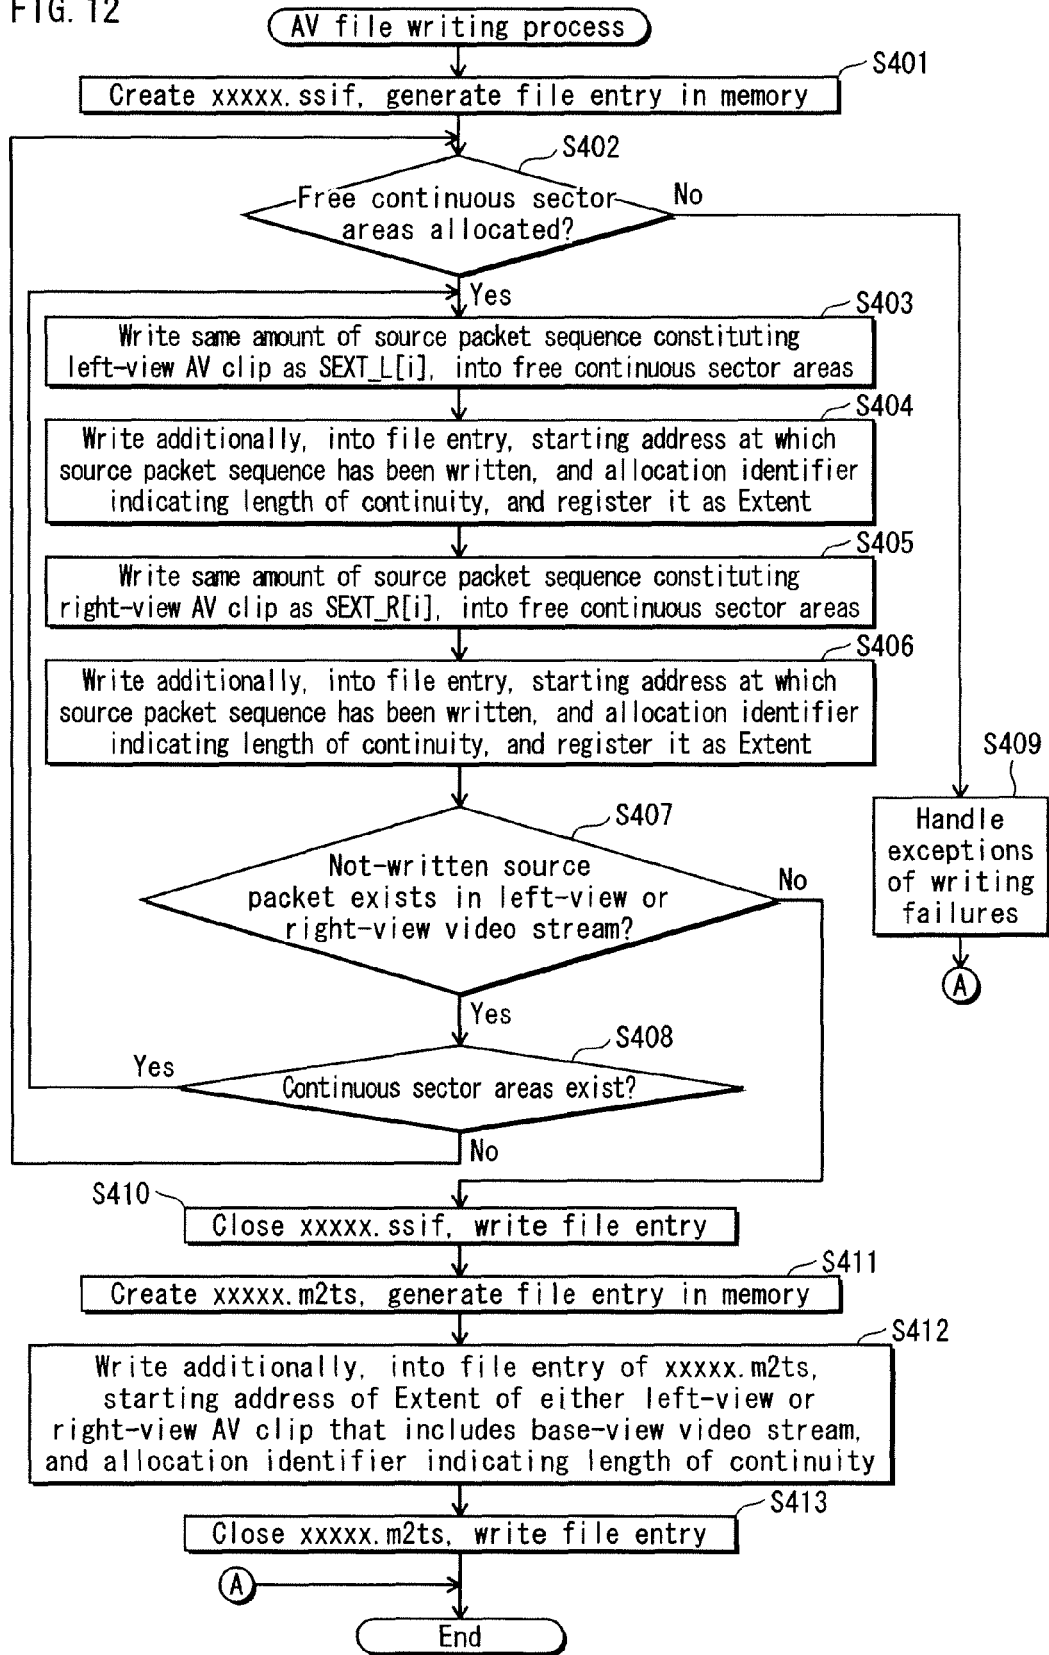 FIG. 12
AV file writing process
S401
Create xxxxx.ssif, generate file entry in memory
S402
Free continuous sector
areas allocated?
No
Yes
S403
Write same amount of source packet sequence constituting
left-view AV clip as SEXT_L[i], into free continuous sector areas
S404
Write additionally, into file entry, starting address at which
source packet sequence has been written, and allocation identifier
indicating length of continuity, and register it as Extent
S405
Write same amount of source packet sequence constituting
right-view AV clip as SEXT_R[i], into free continuous sector areas
S406
Write additionally, into file entry, starting address at which
source packet sequence has been written, and allocation identifier
indicating length of continuity, and register it as Extent
S409
Handle
exceptions
of writing
failures
A
S407
Not-written source
packet exists in left-view or
right-view video stream?
No
Yes
S408
Yes
Continuous sector areas exist?
No
S410
Close xxxxx.ssif, write file entry
S411
Create xxxxx.m2ts, generate file entry in memory
S412
Write additionally, into file entry of xxxxx.m2ts,
starting address of Extent of either left-view or
right-view AV clip that includes base-view video stream,
and allocation identifier indicating length of continuity
S413
Close xxxxx.m2ts, write file entry
A
End